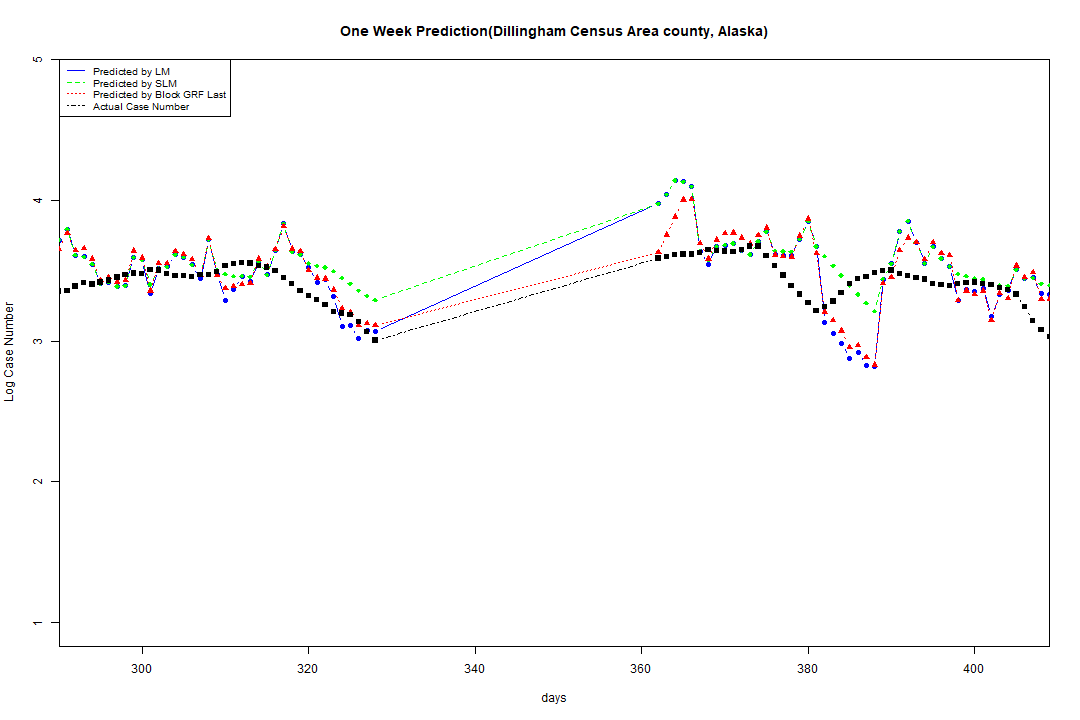 One Week Prediction(Dillingham Census Area county, Alaska)
Predicted by LM
Predicted by SLM
Predicted by Block GRF Last
Actual Case Number
5
4
3
2
1
Log Case Number
300 320 340 360 380 400
days